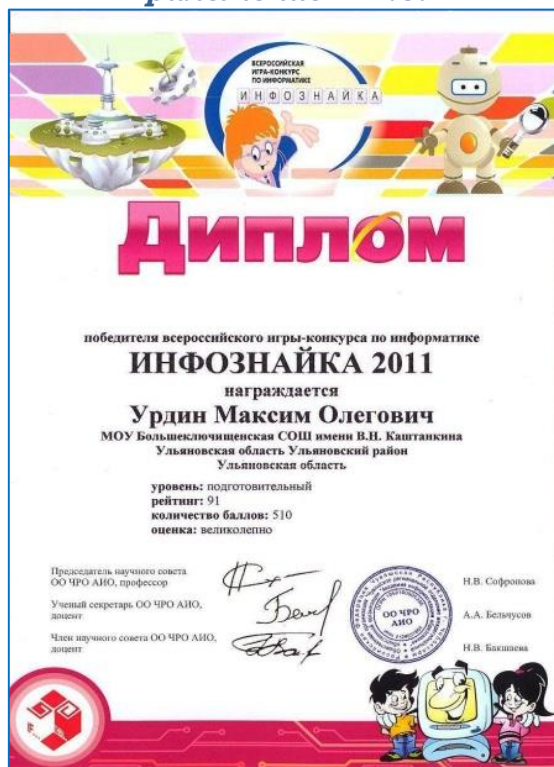 ВСЕРОССИЙСКАЯ
ИГРА-КОНКУРС
ПО ИНФОРМАТИКЕ
ИНФОЗНАЙКА
Диплом
победителя всероссийского игры-конкурса по информатике
ИНФОЗНАЙКА 2011
награждается
Урдин Максим Олегович
МОУ Большеключищенская СОШ имени В.Н. Каштанкина
Ульяновская область Ульяновский район
Ульяновская область
уровень: подготовительный
рейтинг: 91
количество баллов: 510
оценка: великолепно
Председатель научного совета
ОО ЧРО АИО, профессор
Н.В. Софронова
Ученый секретарь ОО ЧРО АИО,
доцент
А.А. Бельчусов
Член научного совета ОО ЧРО АИО,
доцент
Н.В. Бакшаева
ОО ЧРО
АИО